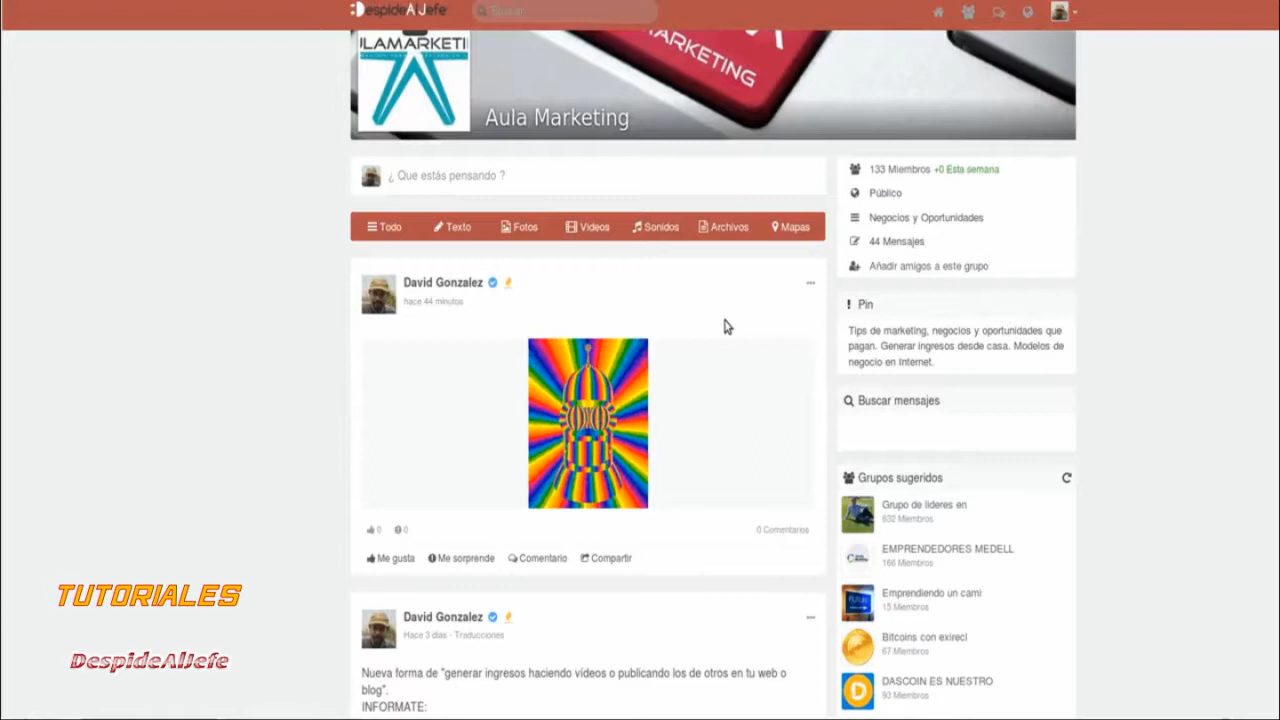 DespideAlJefe
Buscar
ULAMARKETI
MARKETING
Aula Marketing
¿ Que estás pensando ?
Todo
Texto
Fotos
Videos
Sonidos
Archivos
Mapas
David Gonzalez
hace 44 minutos
0
0
0 Comentarios
Me gusta
Me sorprende
Comentario
Compartir
David Gonzalez
Hace 3 dias - Traducciones
Nueva forma de "generar ingresos haciendo vídeos o publicando los de otros en tu web o
blog".
INFORMATE:
133 Miembros +0 Esta semana
Público
Negocios y Oportunidades
44 Mensajes
Añadir amigos a este grupo
Pin
Tips de marketing, negocios y oportunidades que
pagan. Generar ingresos desde casa. Modelos de
negocio en Internet.
Buscar mensajes
Grupos sugeridos
Grupo de lideres en
632 Miembros
EMPRENDEDORES MEDELL
166 Miembros
Emprendiendo un cami
15 Miembros
Bitcoins con exirecl
67 Miembros
DASCOIN ES NUESTRO
93 Miembros
TUTORIALES
DespideAlJefe